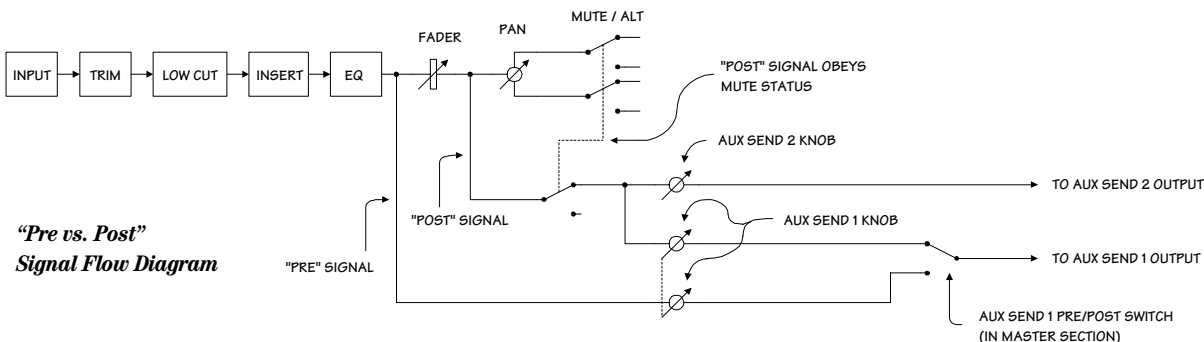 MUTE / ALT
PAN
FADER
INPUT
TRIM
LOW CUT
INSERT
EQ
"POST" SIGNAL OBEYS
MUTE STATUS
AUX SEND 2 KNOB
TO AUX SEND 2 OUTPUT
"POST" SIGNAL
AUX SEND 1 KNOB
“Pre vs. Post”
Signal Flow Diagram
"PRE" SIGNAL
TO AUX SEND 1 OUTPUT
AUX SEND 1 PRE/POST SWITCH
(IN MASTER SECTION)